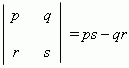 | p q |
| r s | = ps - qr